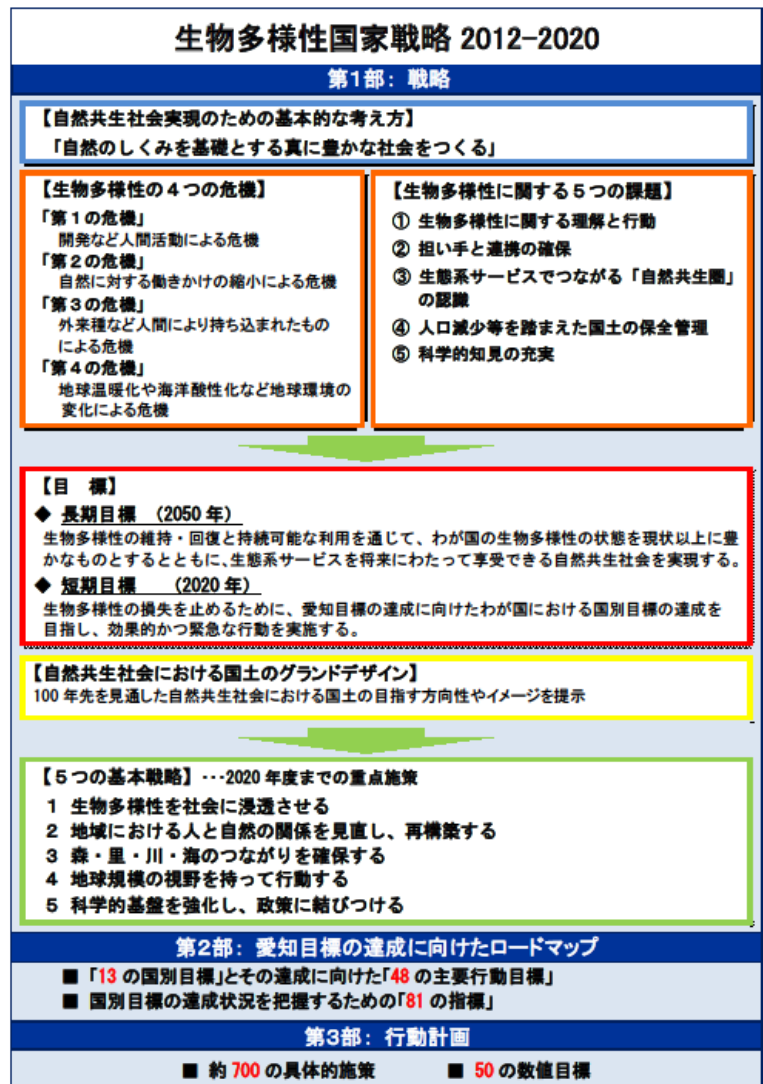 生物多様性国家戦略 2012-2020
第1部： 戦略
【自然共生社会実現のための基本的な考え方】
「自然のしくみを基礎とする真に豊かな社会をつくる」
【生物多様性の４つの危機】
「第１の危機」
開発など人間活動による危機
「第２の危機」
自然に対する働きかけの縮小による危機
「第３の危機」
外来種など人間により持ち込まれたもの
による危機
「第４の危機」
地球温暖化や海洋酸性化など地球環境の
変化による危機
【生物多様性に関する５つの課題】
① 生物多様性に関する理解と行動
② 担い手と連携の確保
③ 生態系サービスでつながる「自然共生圏」
の認識
④ 人口減少等を踏まえた国土の保全管理
⑤ 科学的知見の充実
【目　標】
◆ 長期目標　（2050 年）
生物多様性の維持・回復と持続可能な利用を通じて、わが国の生物多様性の状態を現状以上に豊
かなものとするとともに、生態系サービスを将来にわたって享受できる自然共生社会を実現する。
◆ 短期目標　（2020 年）
生物多様性の損失を止めるために、愛知目標の達成に向けたわが国における国別目標の達成を
目指し、効果的かつ緊急な行動を実施する。
【自然共生社会における国土のグランドデザイン】
100 年先を見通した自然共生社会における国土の目指す方向性やイメージを提示
【５つの基本戦略】･･･2020 年度までの重点施策
１ 生物多様性を社会に浸透させる
２ 地域における人と自然の関係を見直し、再構築する
３ 森・里・川・海のつながりを確保する
４ 地球規模の視野を持って行動する
５ 科学的基盤を強化し、政策に結びつける
第2部： 愛知目標の達成に向けたロードマップ
■ 「13 の国別目標」とその達成に向けた「48 の主要行動目標」
■ 国別目標の達成状況を把握するための「81 の指標」
第3部： 行動計画
■ 約 700 の具体的施策　■ 50 の数値目標